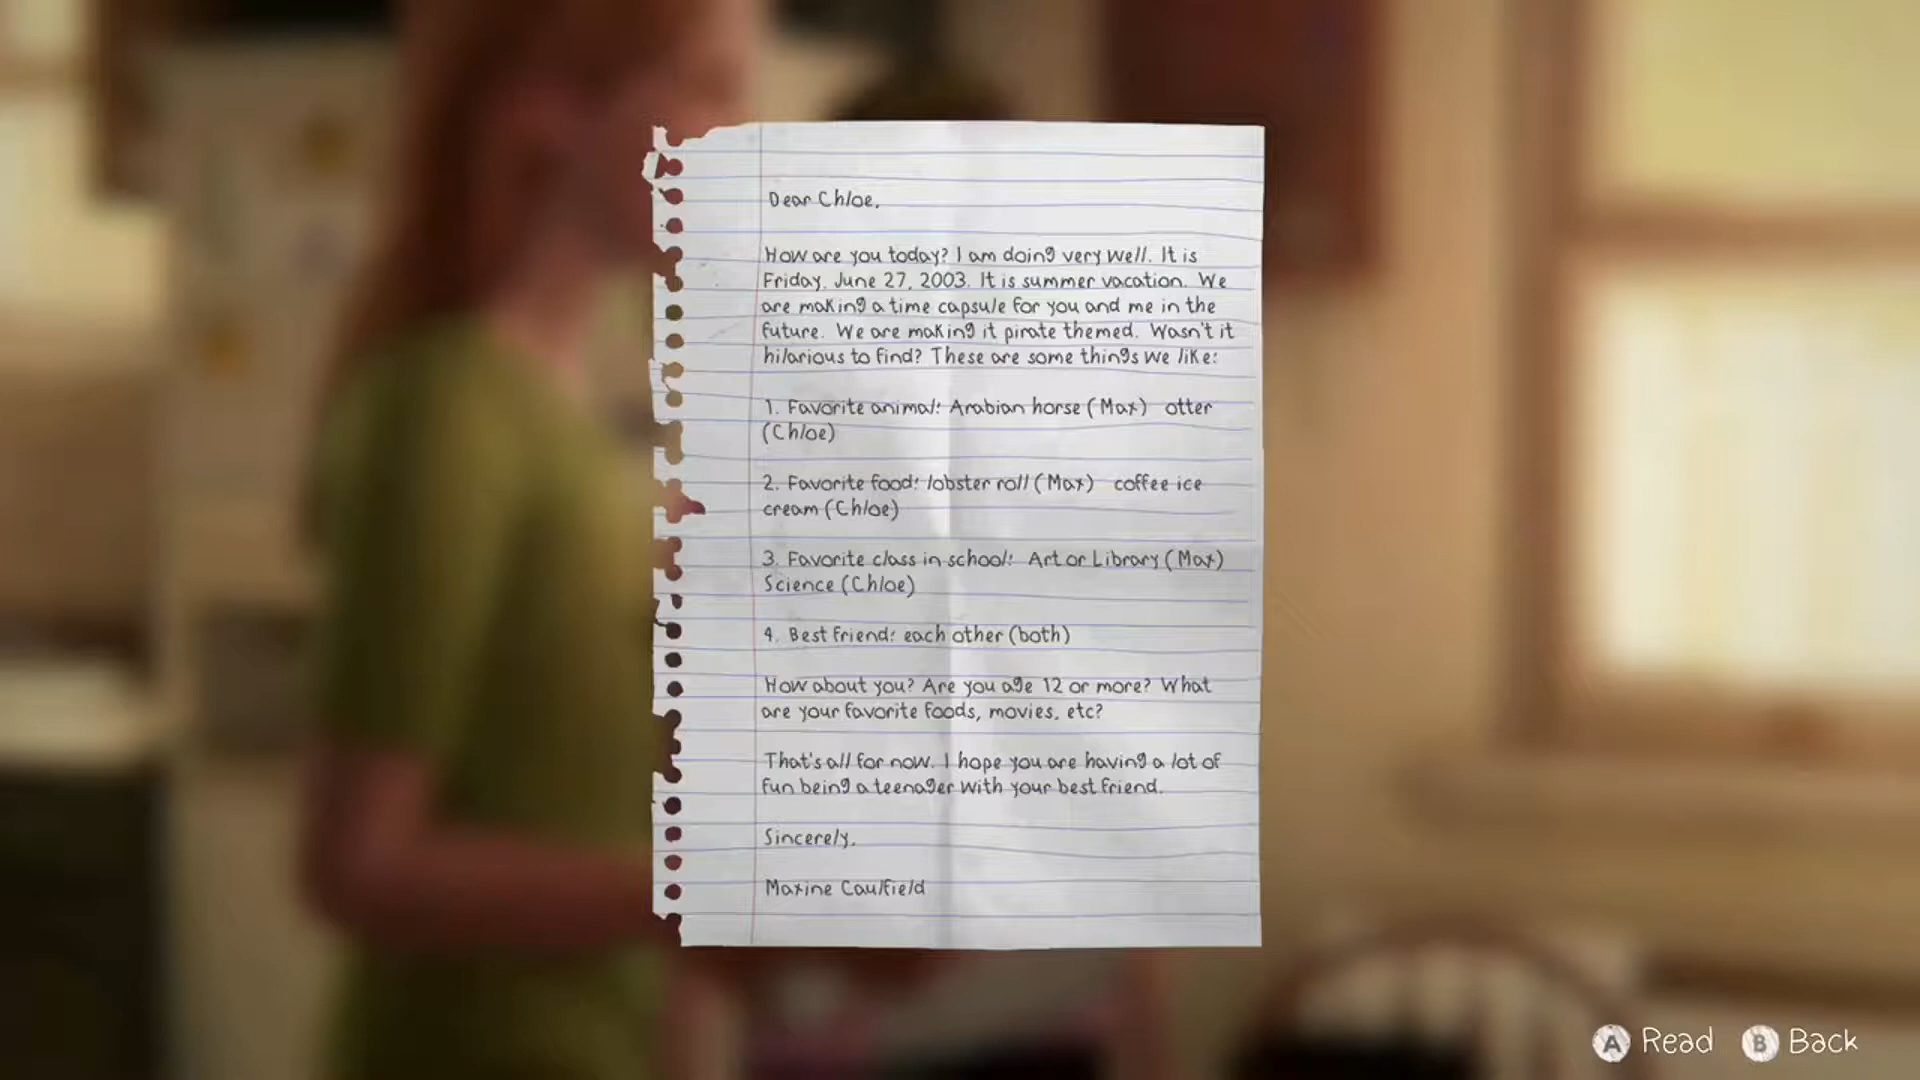 Dear Chloe,
How are you today? I am doing very well. It is
Friday, June 27, 2003. It is summer vacation. We
are making a time capsule for you and me in the
future. We are making it pirate themed. Wasn't it
hilarious to find? These are some things we like:
1. Favorite animal: Arabian horse (Max) otter
(Chloe)
2. Favorite food: lobster roll (Max) coffee ice
cream (Chloe)
3. Favorite class in school: Art or Library (Max)
Science (Chloe)
4. Best friend: each other (both)
How about you? Are you age 12 or more? What
are your favorite foods, movies, etc?
That's all for now. I hope you are having a lot of
fun being a teenager with your best friend.
Sincerely,
Maxine Caulfield
A Read B Back